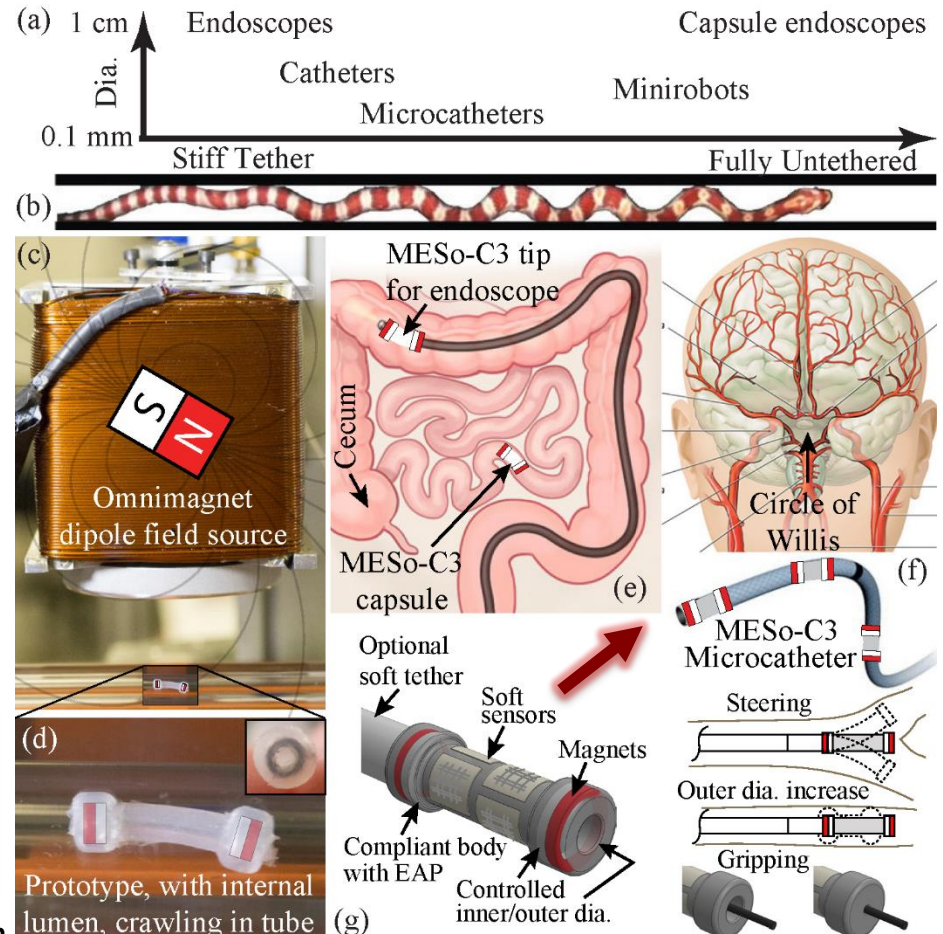 (a)
1 cm
Endoscopes
Capsule endoscopes
Dia.
Catheters
Minirobots
Microcatheters
0.1 mm
Stiff Tether
Fully Untethered
(b)
(c)
S
N
Omnimagnet
dipole field source
MESo-C3 tip
for endoscope
Cecum
MESo-C3
capsule
(e)
Circle of
Willis
(f)
MESo-C3
Microcatheter
(d)
Prototype, with internal
lumen, crawling in tube
Optional
soft tether
Soft
sensors
Magnets
Compliant body
with EAP
Controlled
inner/outer dia.
(g)
Steering
Outer dia. increase
Gripping